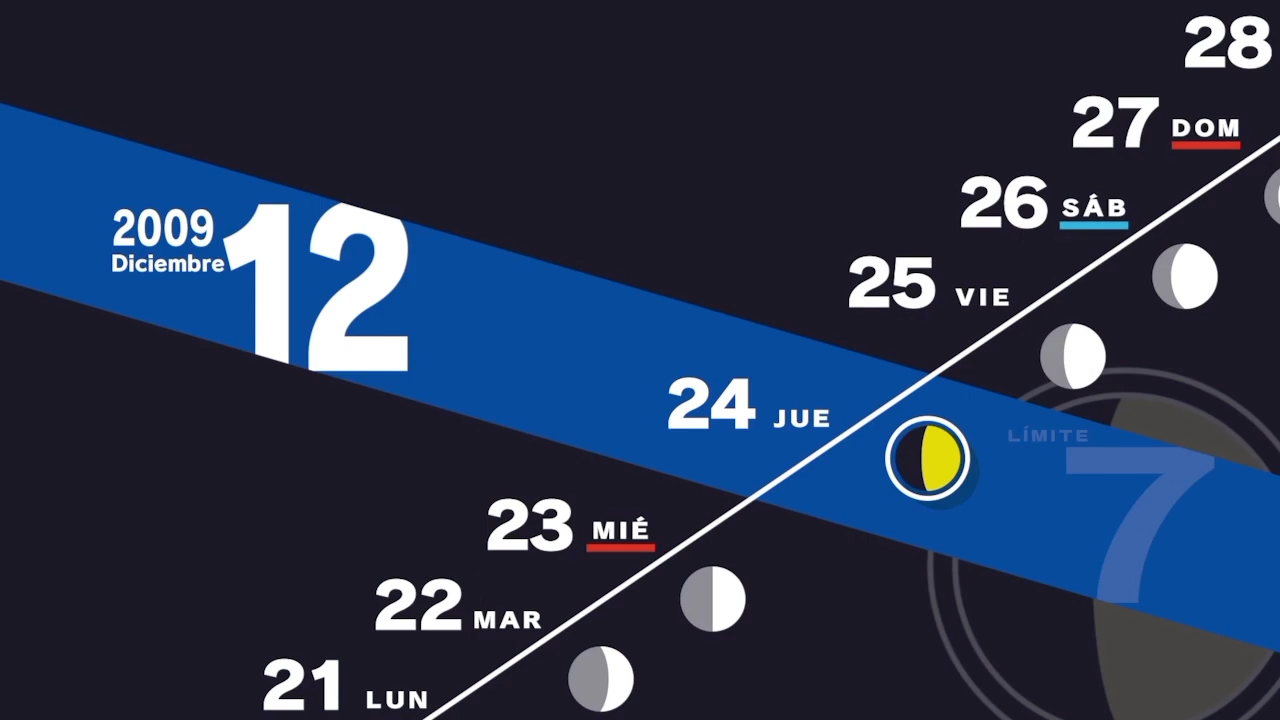 28
27 DOM
26 SÁB
25 VIE
2009
Diciembre
12
24 JUE
LÍMITE
7
23 MIÉ
22 MAR
21 LUN